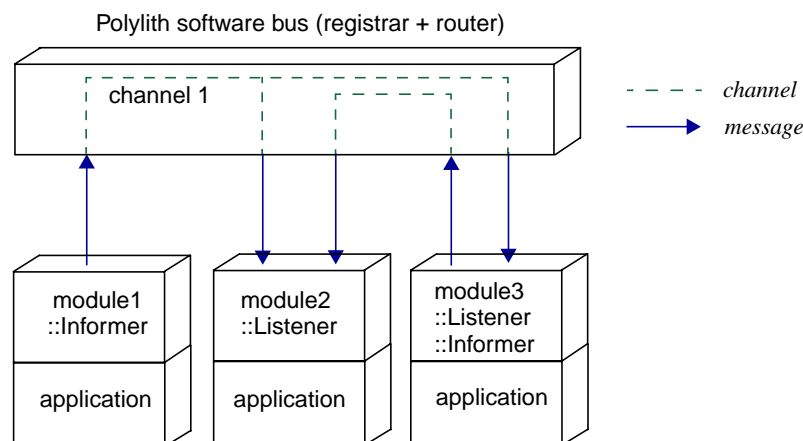 Polylith software bus (registrar + router)
channel 1
channel
message
module1
::Informer
module2
::Listener
module3
::Listener
::Informer
application
application
application